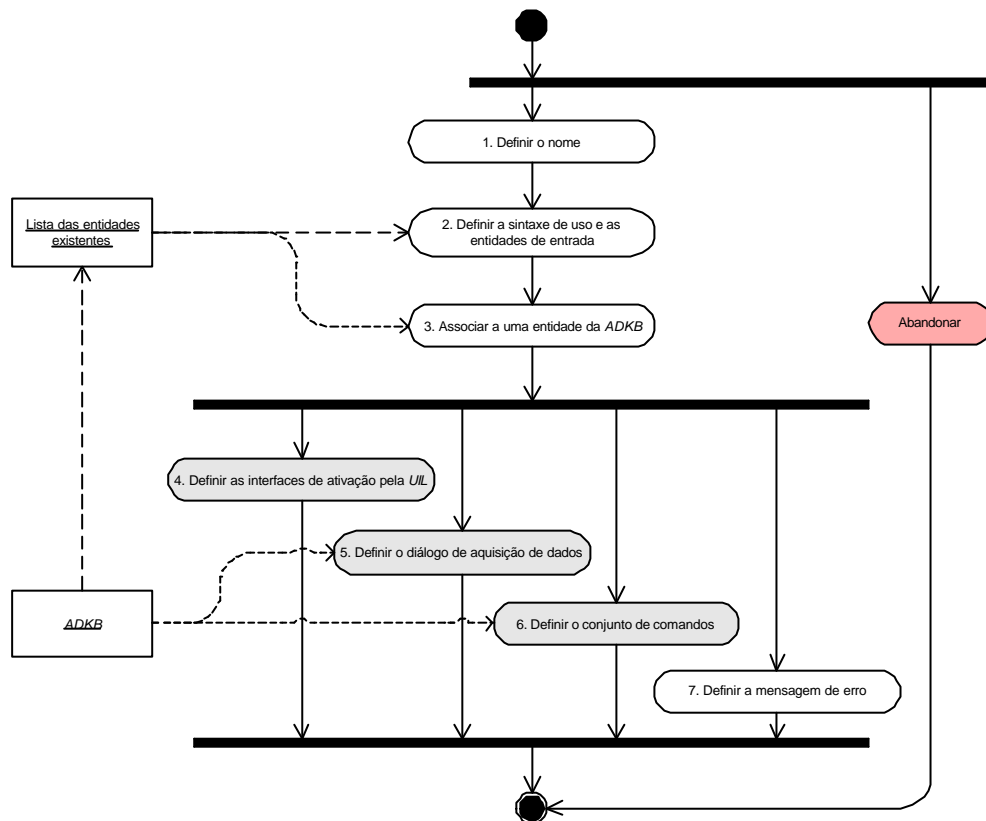 1. Definir o nome
Lista das entidades
existentes
2. Definir a sintaxe de uso e as
entidades de entrada
3. Associar a uma entidade da ADKB
Abandonar
4. Definir as interfaces de ativação pela UIL
5. Definir o diálogo de aquisição de dados
ADKB
6. Definir o conjunto de comandos
7. Definir a mensagem de erro